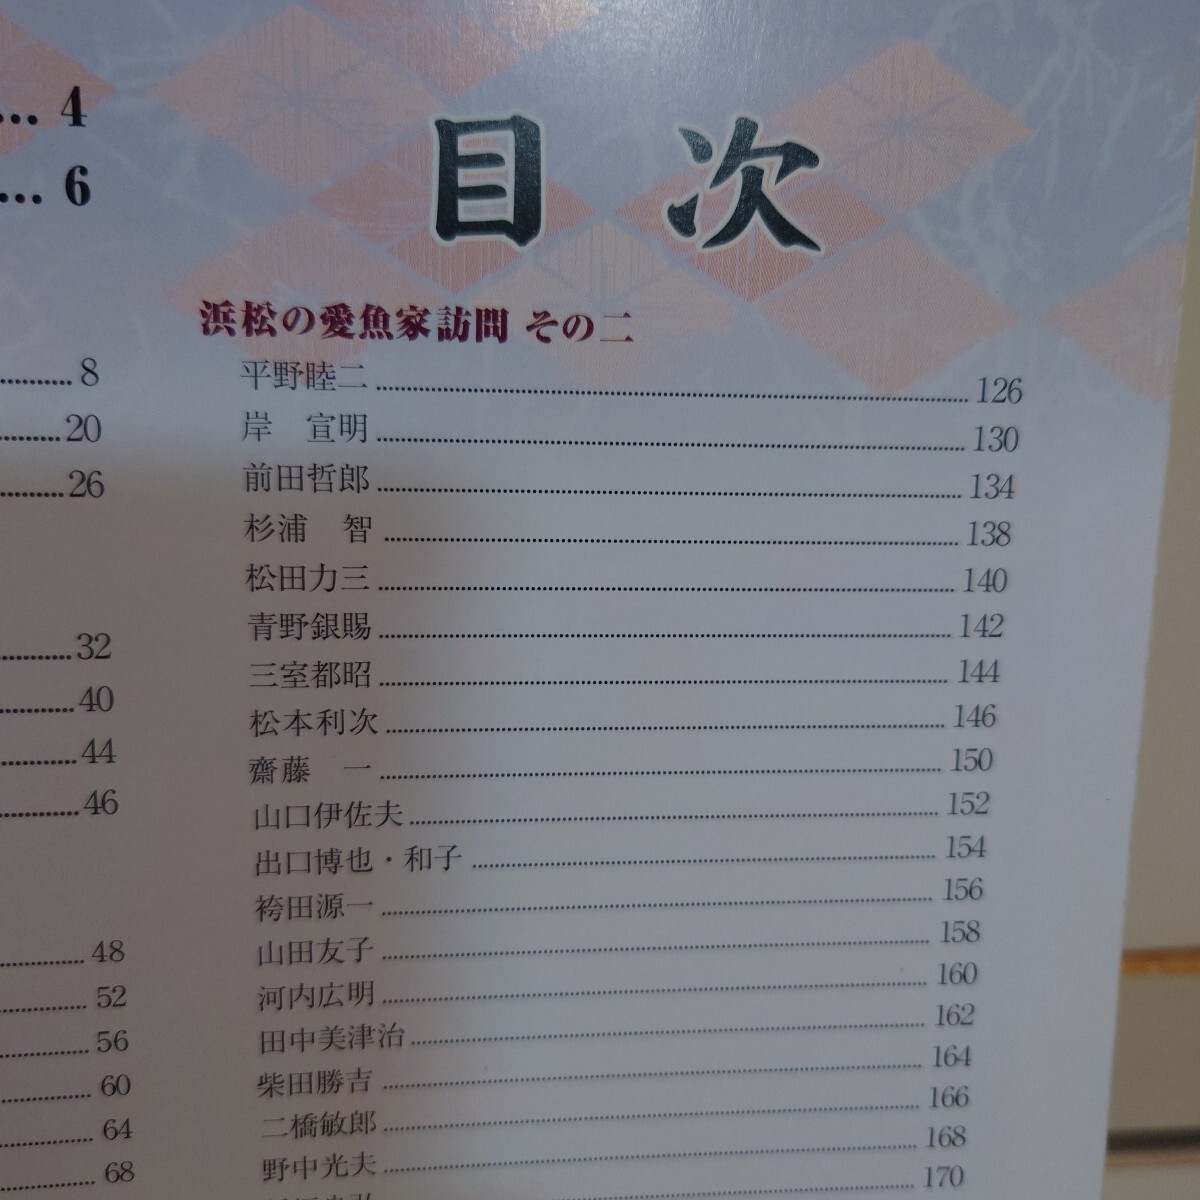 目次
... 4
... 6
8
20
26
32
40
44
46
48
52
56
60
64
68
浜松の愛魚家訪問 その二
平野睦二 126
岸　宣明 130
前田哲郎 134
杉浦　智 138
松田力三 140
青野銀賜 142
三室都昭 144
松本利次 146
齋藤　一 150
山口伊佐夫 152
出口博也・和子 154
袴田源一 156
山田友子 158
河内広明 160
田中美津治 162
柴田勝吉 164
二橋敏郎 166
野中光夫 168
170